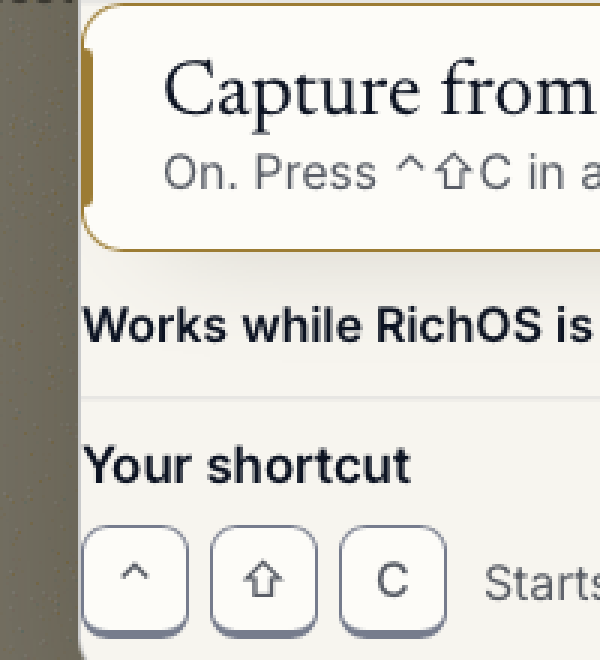 Capture from
On. Press ^⇧C in a
Works while RichOS is
Your shortcut
^ ⇧ C Starts